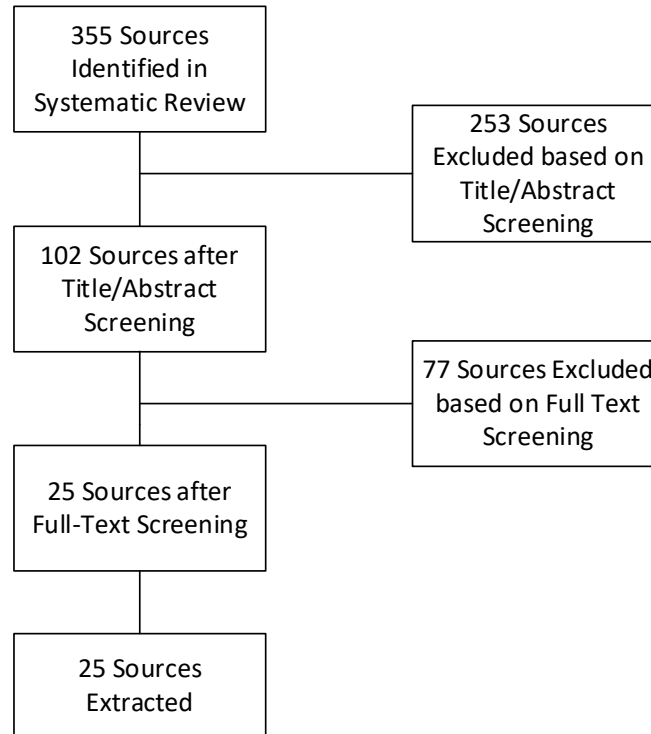 355 Sources
Identified in
Systematic Review
253 Sources
Excluded based on
Title/Abstract
Screening
102 Sources after
Title/Abstract
Screening
77 Sources Excluded
based on Full Text
Screening
25 Sources after
Full-Text Screening
25 Sources
Extracted